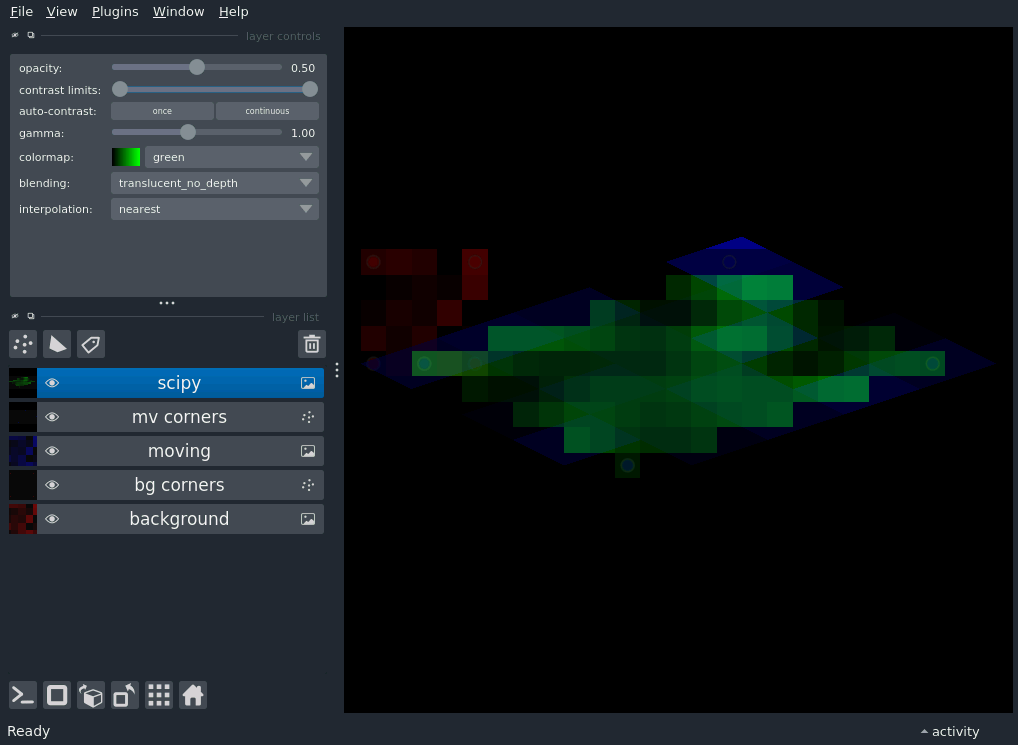 File View Plugins Window Help
layer controls
opacity: 0.50
contrast limits:
auto-contrast: once continuous
gamma: 1.00
colormap: green
blending: translucent_no_depth
interpolation: nearest
layer list
scipy
mv corners
moving
bg corners
background
Ready activity